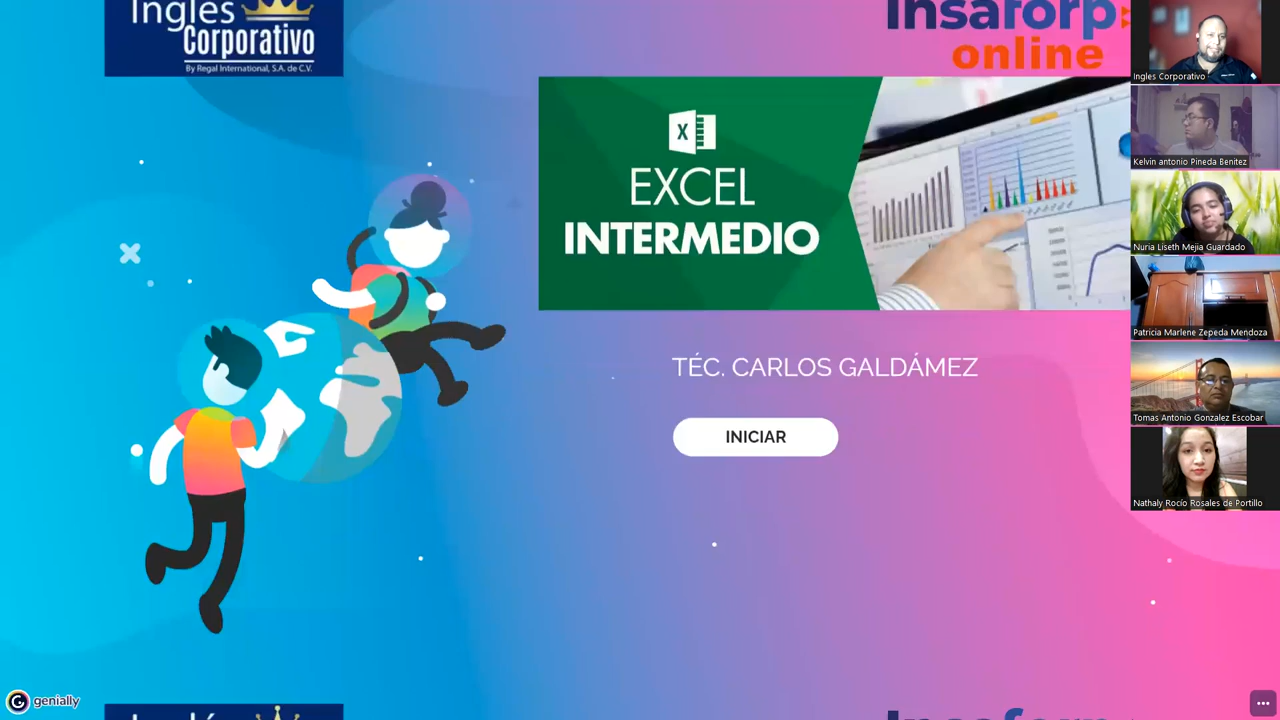 Ingles
Corporativo
By Regal International, S.A. de C.V.
Insaforp:
online
X
EXCEL
INTERMEDIO
TÉC. CARLOS GALDÁMEZ
INICIAR
Ingles Corporativo
Kelvin antonio Pineda Benitez
Nuria Liseth Mejia Guardado
Patricia Marlene Zepeda Mendoza
Tomas Antonio Gonzalez Escobar
Nathaly Rocío Rosales de Portillo
genially